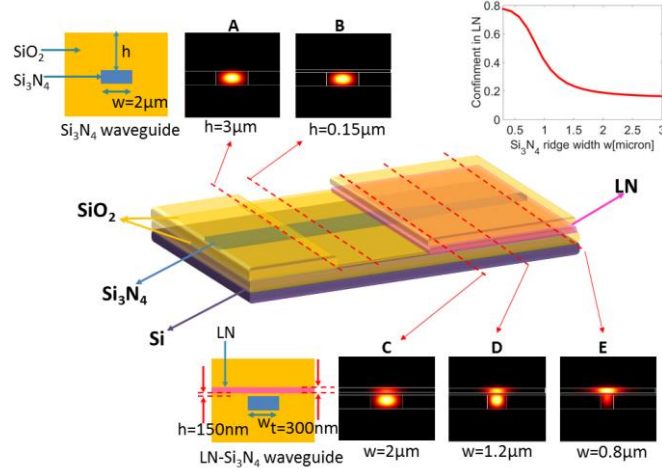 SiO2
Si3N4
h
w=2μm
Si3N4 waveguide
A
h=3μm
B
h=0.15μm
Confinment in LN
0.8
0.6
0.4
0.2
0
0.5 1 1.5 2 2.5 3
Si3N4 ridge width w[micron]
SiO2
Si3N4
Si
LN
LN
h=150nm
w
t=300nm
LN-Si3N4 waveguide
C
w=2μm
D
w=1.2μm
E
w=0.8μm